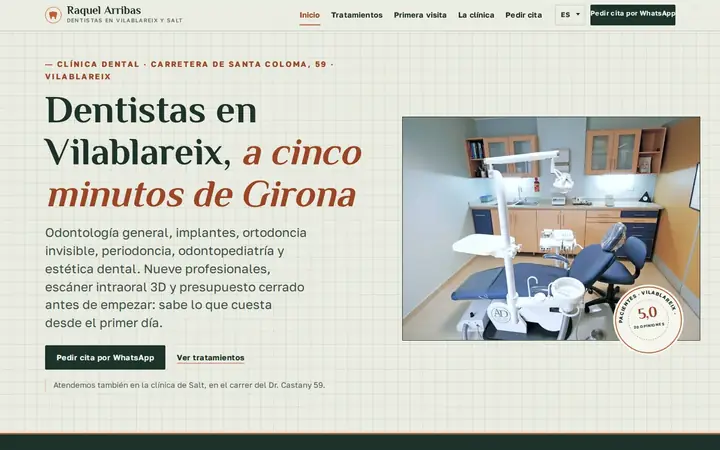 Raquel Arribas
DENTISTAS EN VILABLAREIX Y SALT
Inicio
Tratamientos
Primera visita
La clínica
Pedir cita
ES
Pedir cita por WhatsApp
— CLÍNICA DENTAL · CARRETERA DE SANTA COLOMA, 59 ·
VILABLAREIX
Dentistas en
Vilablareix, a cinco
minutos de Girona
Odontología general, implantes, ortodoncia
invisible, periodoncia, odontopediatría y
estética dental. Nueve profesionales,
escáner intraoral 3D y presupuesto cerrado
antes de empezar: sabe lo que cuesta
desde el primer día.
Pedir cita por WhatsApp
Ver tratamientos
Atendemos también en la clínica de Salt, en el carrer del Dr. Castany 59.
AD
PACIENTES · VILABLAREIX
5,0
70 OPINIONES